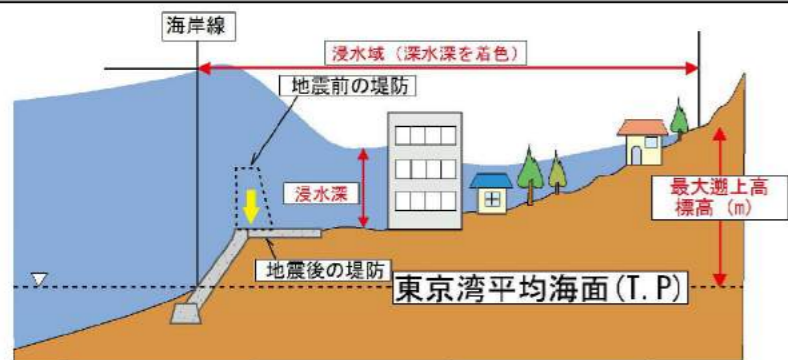 海岸線
浸水域（深水深を着色）
地震前の堤防
浸水深
最大遡上高
標高（m）
地震後の堤防
東京湾平均海面(T.P)